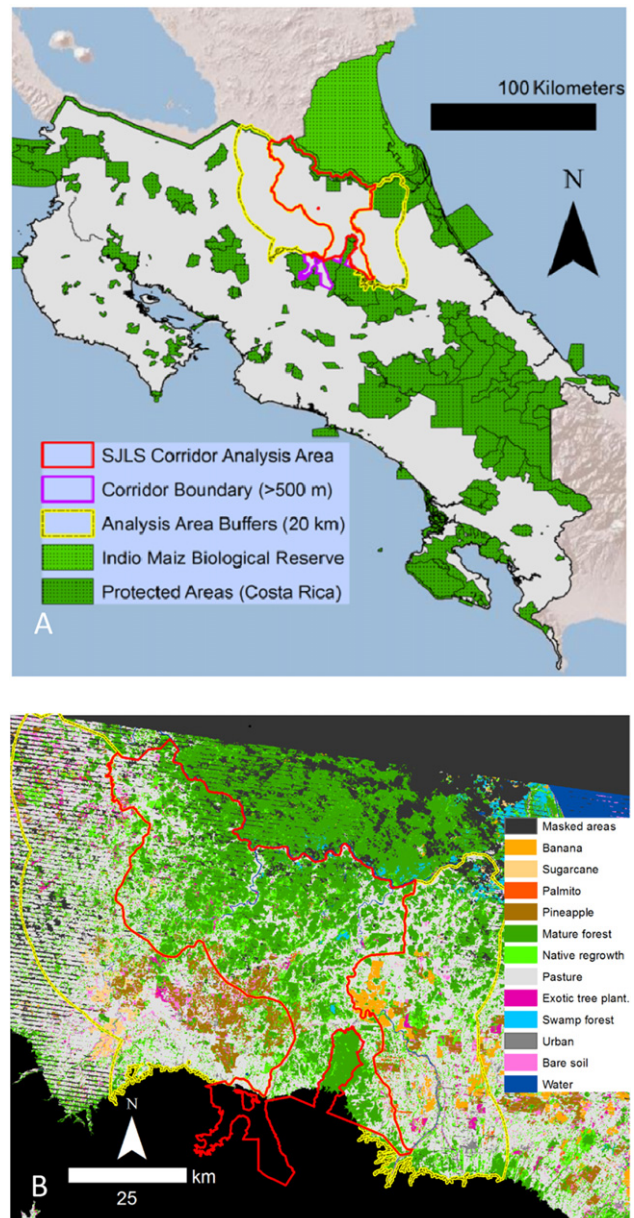 100 Kilometers
N
SJLS Corridor Analysis Area
Corridor Boundary (>500 m)
Analysis Area Buffers (20 km)
Indio Maiz Biological Reserve
Protected Areas (Costa Rica)
A
Masked areas
Banana
Sugarcane
Palmito
Pineapple
Mature forest
Native regrowth
Pasture
Exotic tree plant.
Swamp forest
Urban
Bare soil
Water
N
km
25
B